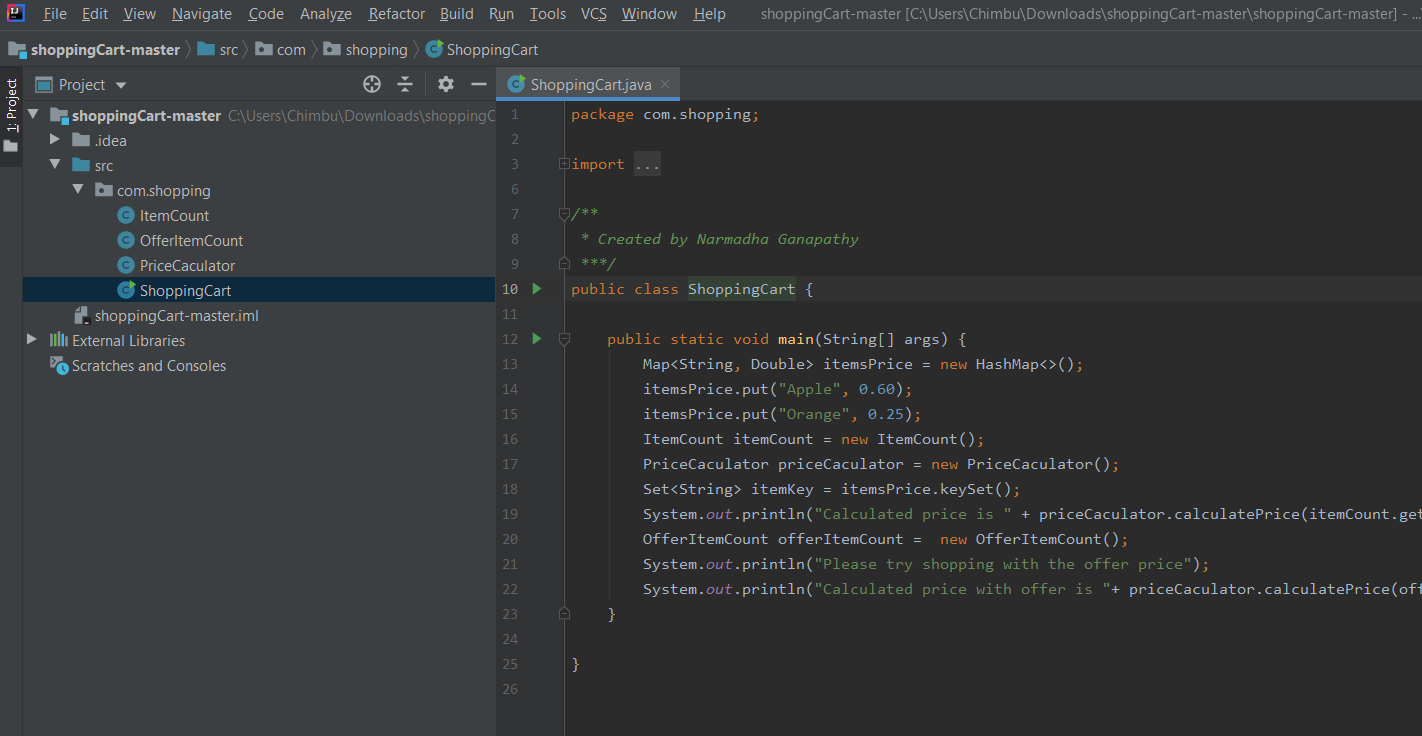 File Edit View Navigate Code Analyze Refactor Build Run Tools VCS Window Help shoppingCart-master [C:\Users\Chimbu\Downloads\shoppingCart-master\shoppingCart-master] - ...
shoppingCart-master src com shopping ShoppingCart
1: Project
Project
shoppingCart-master C:\Users\Chimbu\Downloads\shoppingC
.idea
src
com.shopping
ItemCount
OfferItemCount
PriceCaculator
ShoppingCart
shoppingCart-master.iml
External Libraries
Scratches and Consoles
ShoppingCart.java
1 package com.shopping;
2
3 import ...
6
7 /**
8 * Created by Narmadha Ganapathy
9 ***/
10 public class ShoppingCart {
11
12 public static void main(String[] args) {
13 Map<String, Double> itemsPrice = new HashMap<>();
14 itemsPrice.put("Apple", 0.60);
15 itemsPrice.put("Orange", 0.25);
16 ItemCount itemCount = new ItemCount();
17 PriceCaculator priceCaculator = new PriceCaculator();
18 Set<String> itemKey = itemsPrice.keySet();
19 System.out.println("Calculated price is " + priceCaculator.calculatePrice(itemCount.get
20 OfferItemCount offerItemCount =  new OfferItemCount();
21 System.out.println("Please try shopping with the offer price");
22 System.out.println("Calculated price with offer is "+ priceCaculator.calculatePrice(off
23 }
24
25 }
26